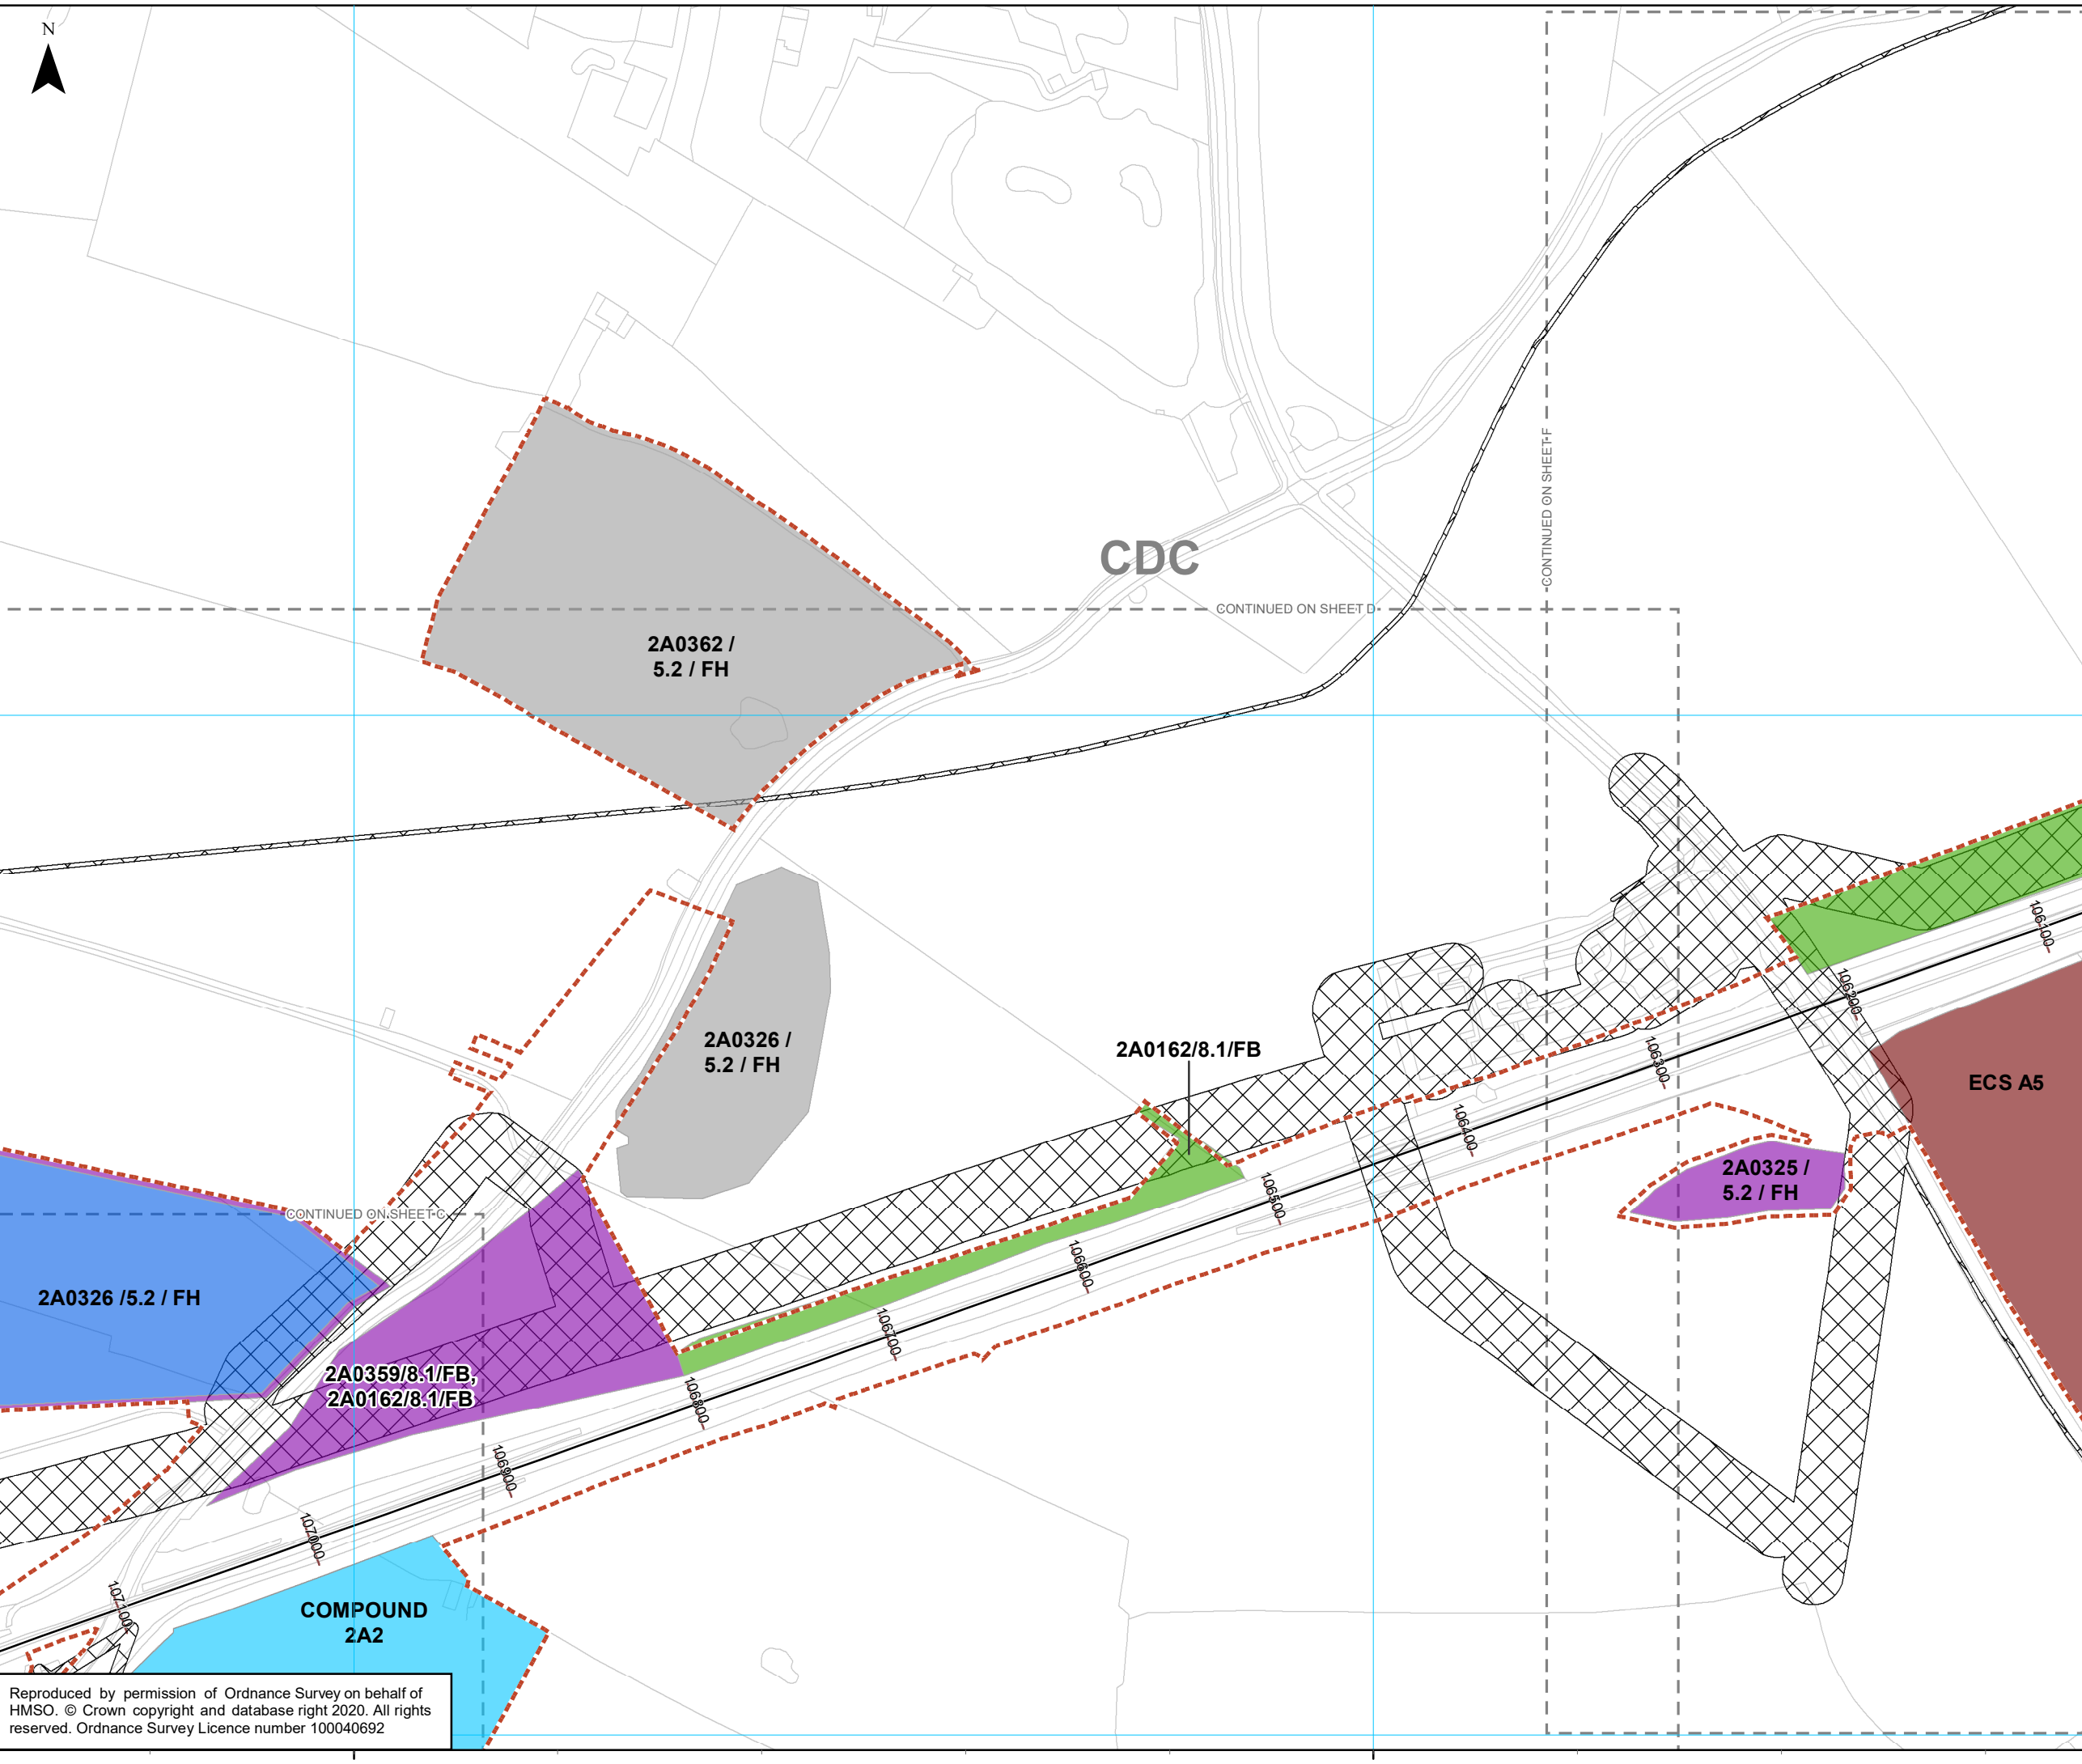 N
CONTINUED ON SHEET F
CDC
CONTINUED ON SHEET D
2A0362 /
5.2 / FH
2A0326 /
5.2 / FH
2A0162/8.1/FB
106100
106200
106300
106400
106500
106600
106700
106800
106900
107000
107100
ECS A5
2A0325 /
5.2 / FH
CONTINUED ON SHEET C
2A0326 /5.2 / FH
2A0359/8.1/FB,
2A0162/8.1/FB
COMPOUND
2A2
Reproduced by permission of Ordnance Survey on behalf of
HMSO. © Crown copyright and database right 2020. All rights
reserved. Ordnance Survey Licence number 100040692